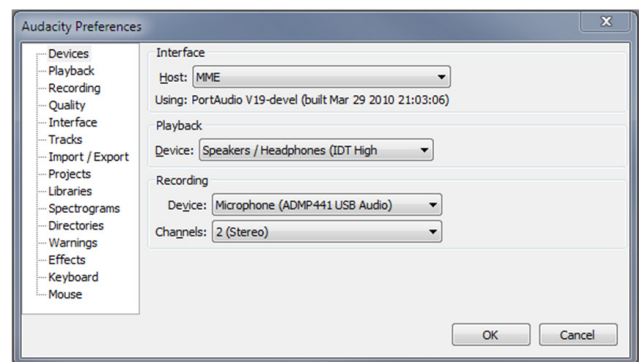 Audacity Preferences
Devices
Playback
Recording
Quality
Interface
Tracks
Import / Export
Projects
Libraries
Spectrograms
Directories
Warnings
Effects
Keyboard
Mouse
Interface
Host: MME
Using: PortAudio V19-devel (built Mar 29 2010 21:03:06)
Playback
Device: Speakers / Headphones (IDT High
Recording
Device: Microphone (ADMP441 USB Audio)
Channels: 2 (Stereo)
OK Cancel